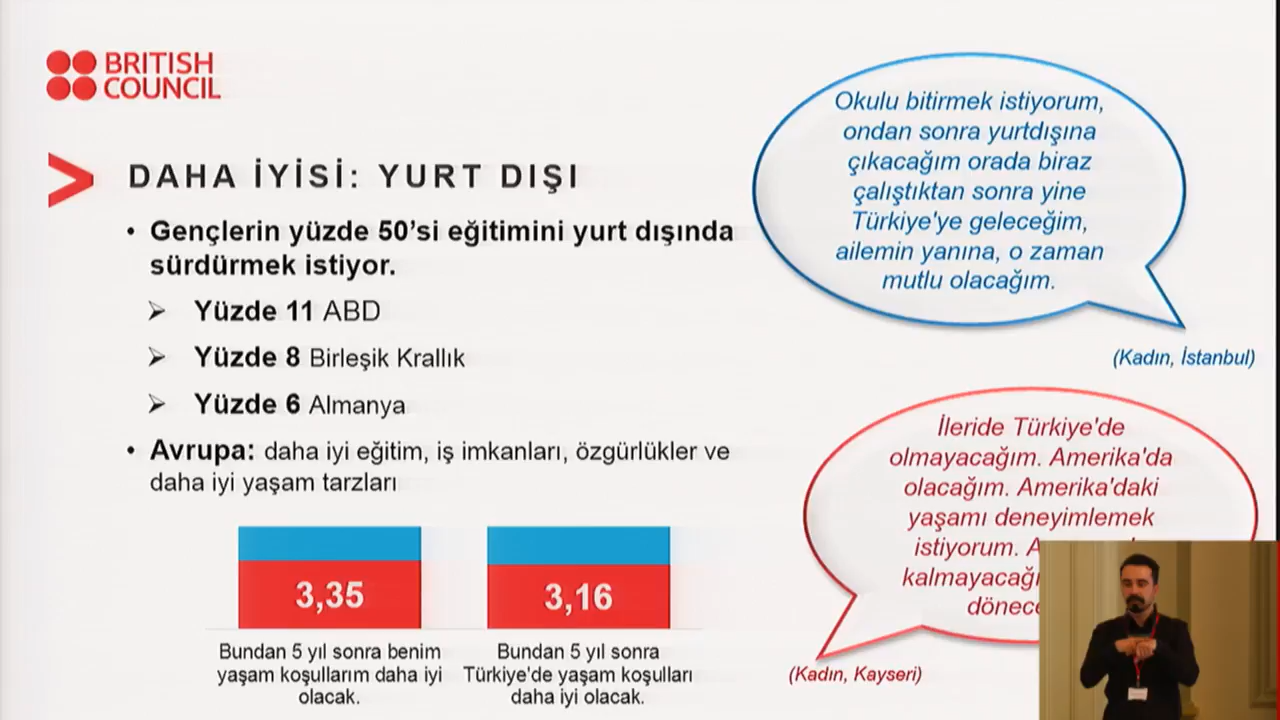 BRITISH
COUNCIL
DAHA İYİSİ: YURT DIŞI
• Gençlerin yüzde 50’si eğitimini yurt dışında
sürdürmek istiyor.
➢ Yüzde 11 ABD
➢ Yüzde 8 Birleşik Krallık
➢ Yüzde 6 Almanya
• Avrupa: daha iyi eğitim, iş imkanları, özgürlükler ve
daha iyi yaşam tarzları
3,35
Bundan 5 yıl sonra benim
yaşam koşullarım daha iyi
olacak.
3,16
Bundan 5 yıl sonra
Türkiye'de yaşam koşulları
daha iyi olacak.
Okulu bitirmek istiyorum,
ondan sonra yurtdışına
çıkacağım orada biraz
çalıştıktan sonra yine
Türkiye'ye geleceğim,
ailemin yanına, o zaman
mutlu olacağım.
(Kadın, İstanbul)
İleride Türkiye'de
olmayacağım. Amerika'da
olacağım. Amerika'daki
yaşamı deneyimlemek
istiyorum.
(Kadın, Kayseri)